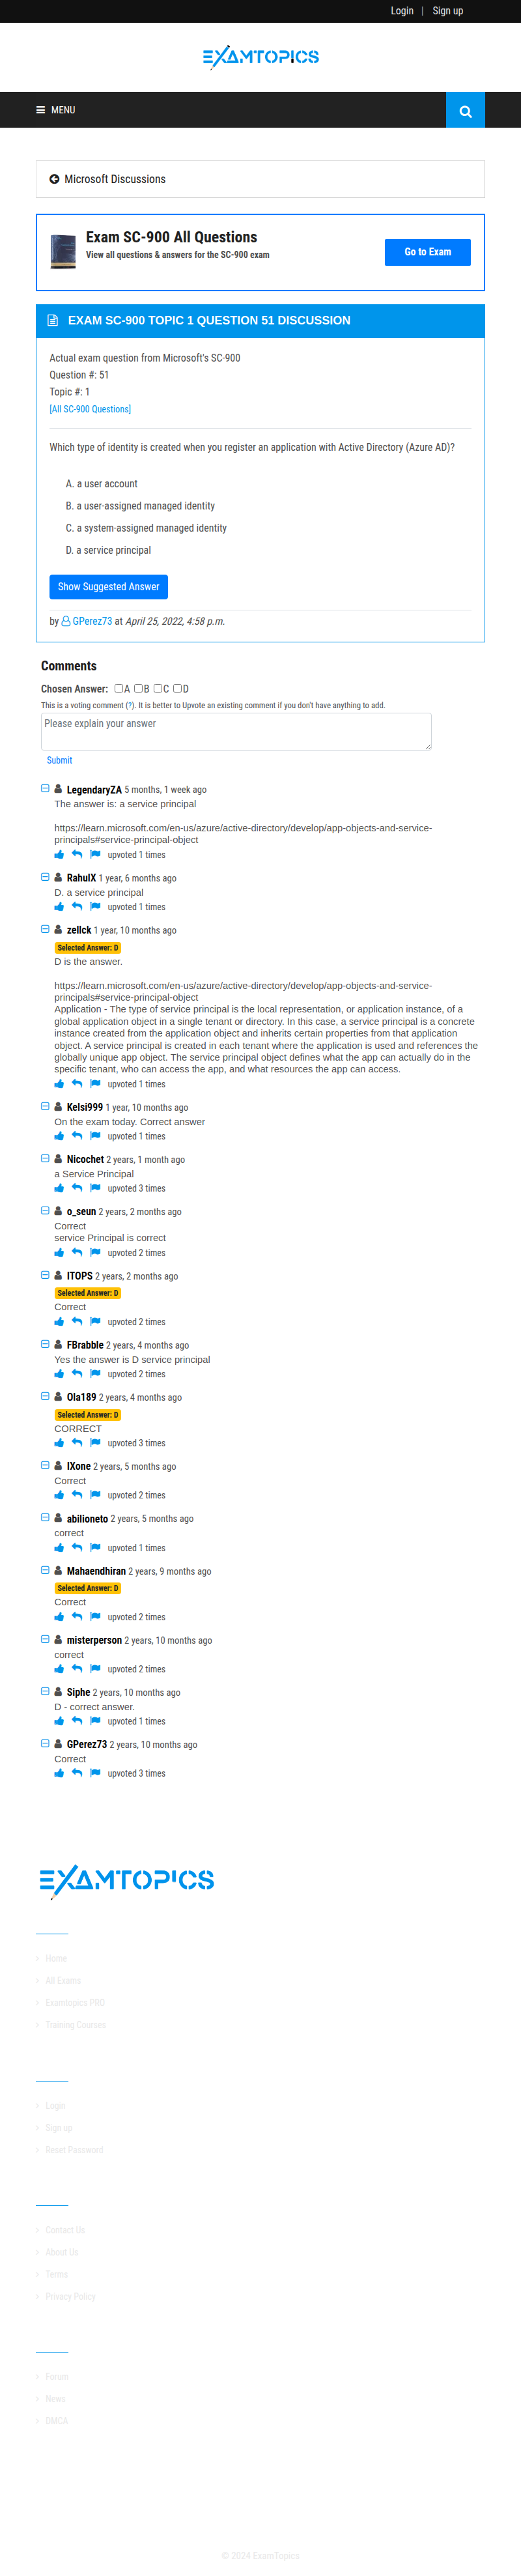 Login | Sign up
EXAMTOPICS
MENU
Microsoft Discussions
Exam SC-900 All Questions
View all questions & answers for the SC-900 exam
Go to Exam
EXAM SC-900 TOPIC 1 QUESTION 51 DISCUSSION
Actual exam question from Microsoft's SC-900
Question #: 51
Topic #: 1
[All SC-900 Questions]
Which type of identity is created when you register an application with Active Directory (Azure AD)?
A. a user account
B. a user-assigned managed identity
C. a system-assigned managed identity
D. a service principal
Show Suggested Answer
by GPerez73 at April 25, 2022, 4:58 p.m.
Comments
Chosen Answer: A B C D
This is a voting comment (?). It is better to Upvote an existing comment if you don't have anything to add.
Please explain your answer
Submit
LegendaryZA 5 months, 1 week ago
The answer is: a service principal
https://learn.microsoft.com/en-us/azure/active-directory/develop/app-objects-and-service-
principals#service-principal-object
upvoted 1 times
RahulX 1 year, 6 months ago
D. a service principal
upvoted 1 times
zellck 1 year, 10 months ago
Selected Answer: D
D is the answer.
https://learn.microsoft.com/en-us/azure/active-directory/develop/app-objects-and-service-
principals#service-principal-object
Application - The type of service principal is the local representation, or application instance, of a
global application object in a single tenant or directory. In this case, a service principal is a concrete
instance created from the application object and inherits certain properties from that application
object. A service principal is created in each tenant where the application is used and references the
globally unique app object. The service principal object defines what the app can actually do in the
specific tenant, who can access the app, and what resources the app can access.
upvoted 1 times
Kelsi999 1 year, 10 months ago
On the exam today. Correct answer
upvoted 1 times
Nicochet 2 years, 1 month ago
a Service Principal
upvoted 3 times
o_seun 2 years, 2 months ago
Correct
service Principal is correct
upvoted 2 times
ITOPS 2 years, 2 months ago
Selected Answer: D
Correct
upvoted 2 times
FBrabble 2 years, 4 months ago
Yes the answer is D service principal
upvoted 2 times
Ola189 2 years, 4 months ago
Selected Answer: D
CORRECT
upvoted 3 times
IXone 2 years, 5 months ago
Correct
upvoted 2 times
abilioneto 2 years, 5 months ago
correct
upvoted 1 times
Mahaendhiran 2 years, 9 months ago
Selected Answer: D
Correct
upvoted 2 times
misterperson 2 years, 10 months ago
correct
upvoted 2 times
Siphe 2 years, 10 months ago
D - correct answer.
upvoted 1 times
GPerez73 2 years, 10 months ago
Correct
upvoted 3 times
EXAMTOPICS
Home
All Exams
Examtopics PRO
Training Courses
Login
Sign up
Reset Password
Contact Us
About Us
Terms
Privacy Policy
Forum
News
DMCA
© 2024 ExamTopics